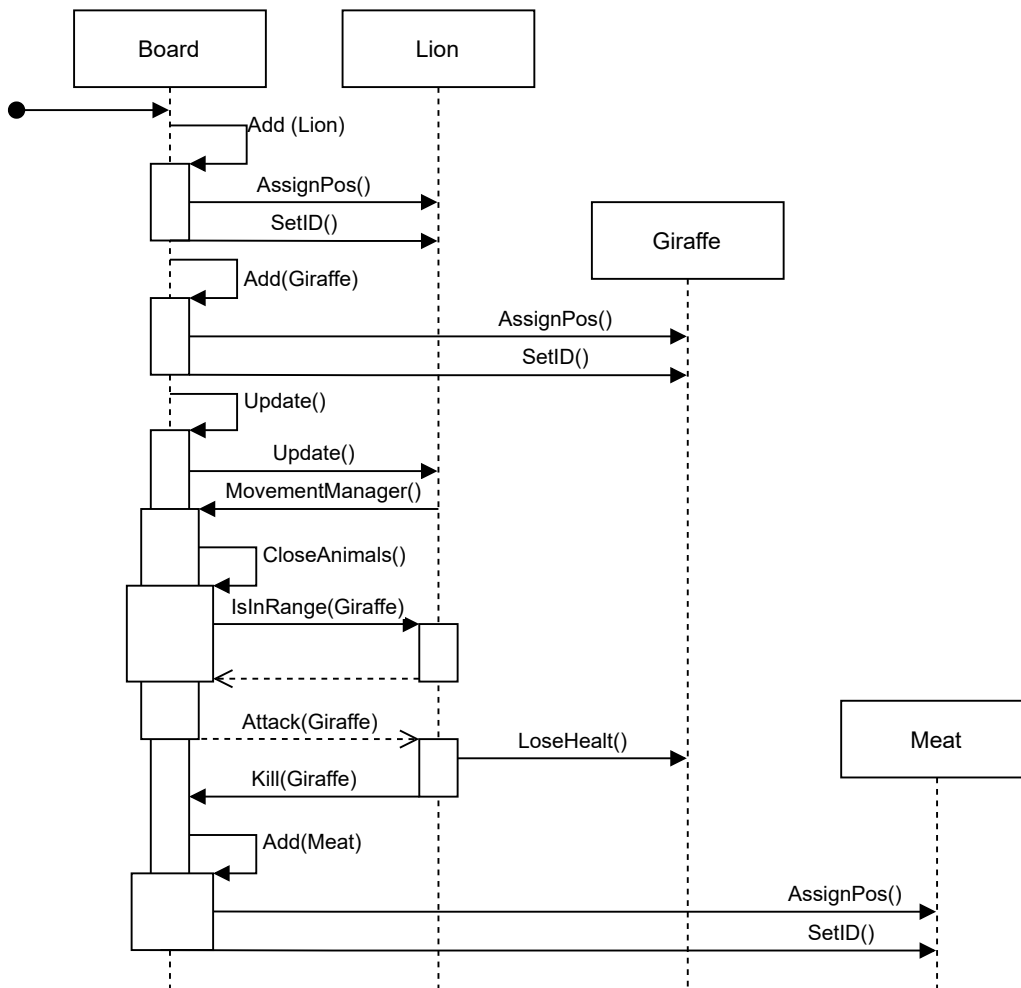 Board
Lion
Add (Lion)
AssignPos()
SetID()
Giraffe
Add(Giraffe)
AssignPos()
SetID()
Update()
Update()
MovementManager()
CloseAnimals()
IsInRange(Giraffe)
Attack(Giraffe)
LoseHealt()
Meat
Kill(Giraffe)
Add(Meat)
AssignPos()
SetID()